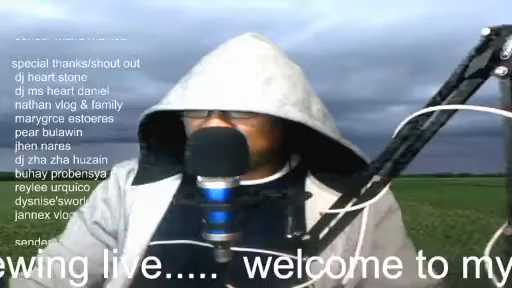 special thanks/shout out
dj heart stone
dj ms heart daniel
nathan vlog & family
marygrce estoeres
pear bulawin
jhen nares
dj zha zha huzain
buhay probensya
reylee urquico
dysnise'sworld
jannex vlog
sender
ewing live..... welcome to my